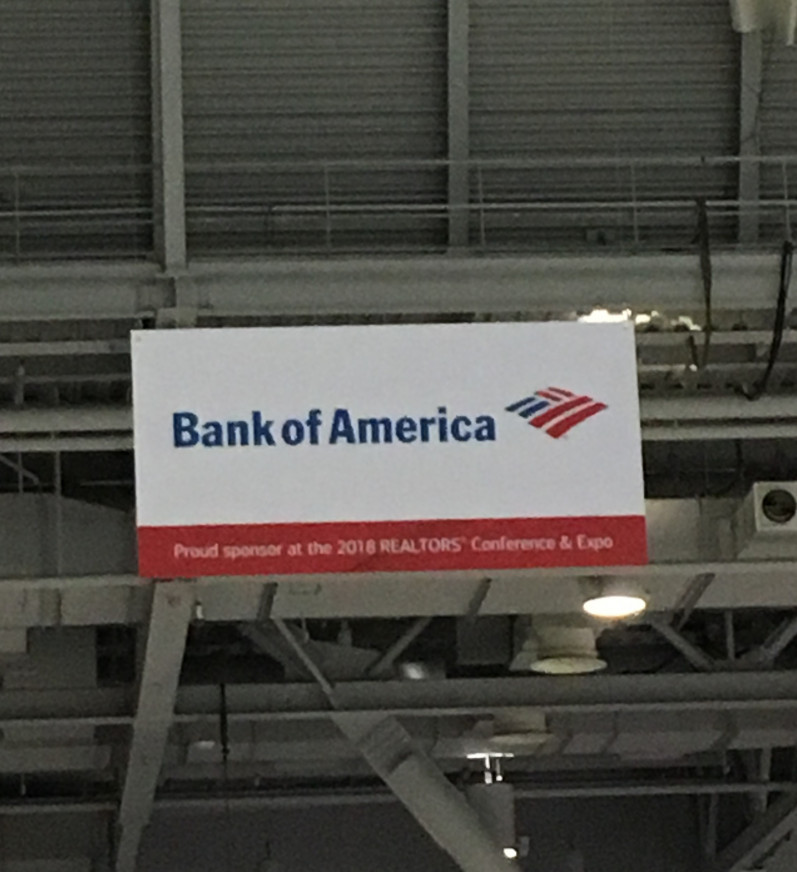 Bank of America
Proud sponsor at the 2018 REALTORS® Conference & Expo